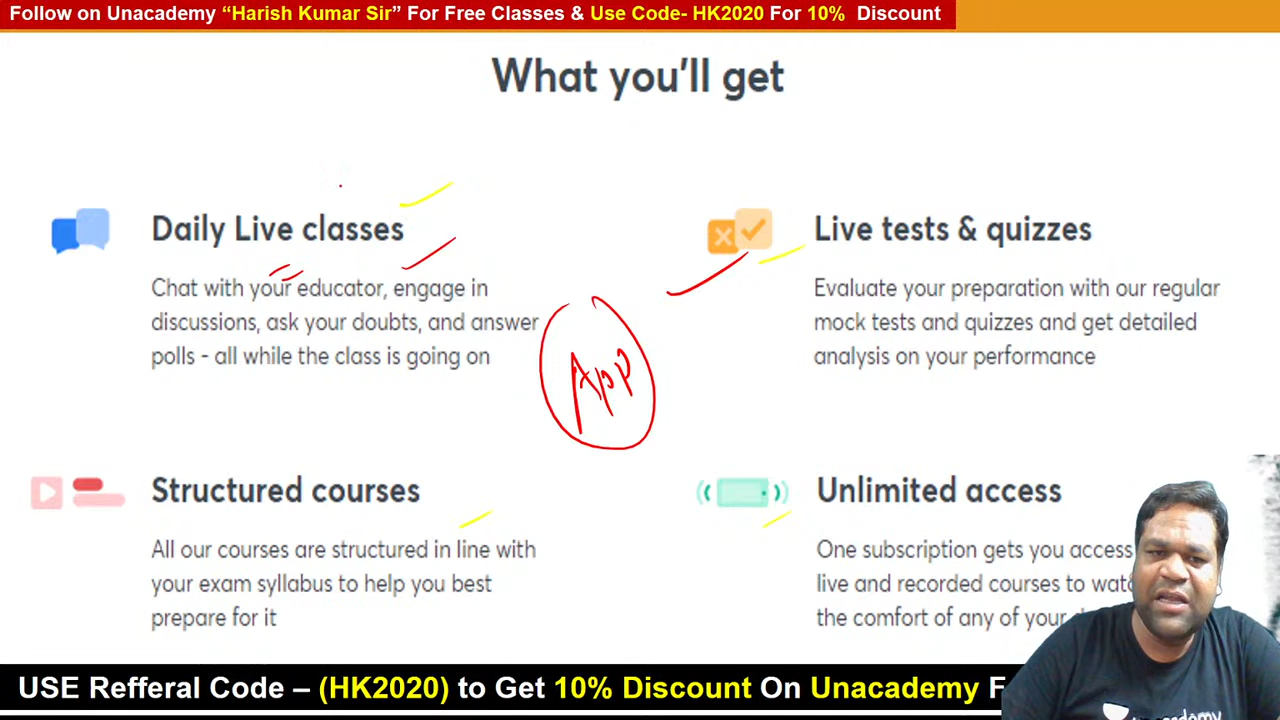 Follow on Unacademy “Harish Kumar Sir” For Free Classes & Use Code- HK2020 For 10% Discount
What you'll get
Daily Live classes
Chat with your educator, engage in
discussions, ask your doubts, and answer
polls - all while the class is going on
Live tests & quizzes
Evaluate your preparation with our regular
mock tests and quizzes and get detailed
analysis on your performance
App
Structured courses
All our courses are structured in line with
your exam syllabus to help you best
prepare for it
Unlimited access
One subscription gets you access
live and recorded courses to
the comfort of any of your
USE Refferal Code – (HK2020) to Get 10% Discount On Unacademy